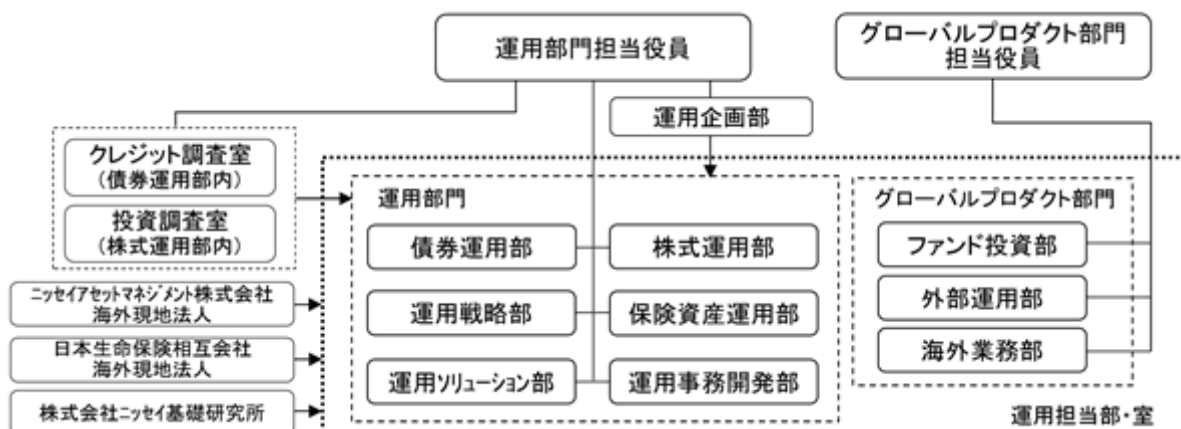 運用部門担当役員
グローバルプロダクト部門
担当役員
運用企画部
クレジット調査室
(債券運用部内)
投資調査室
(株式運用部内)
運用部門
債券運用部
株式運用部
運用戦略部
保険資産運用部
運用ソリューション部
運用事務開発部
グローバルプロダクト部門
ファンド投資部
外部運用部
海外業務部
ニッセイアセットマネジメント株式会社
海外現地法人
日本生命保険相互会社
海外現地法人
株式会社ニッセイ基礎研究所
運用担当部・室